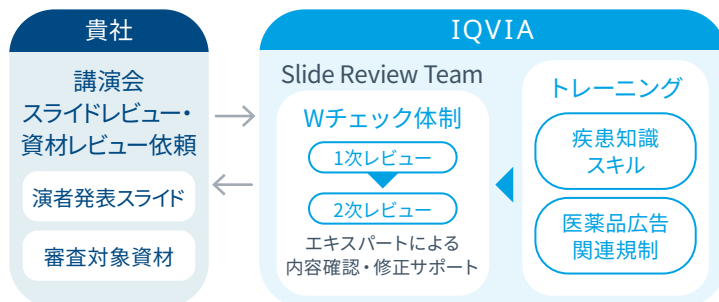 貴社
講演会
スライドレビュー・
資材レビュー依頼
演者発表スライド
審査対象資材
IQVIA
Slide Review Team
Wチェック体制
1次レビュー
2次レビュー
エキスパートによる
内容確認・修正サポート
トレーニング
疾患知識
スキル
医薬品広告
関連規制